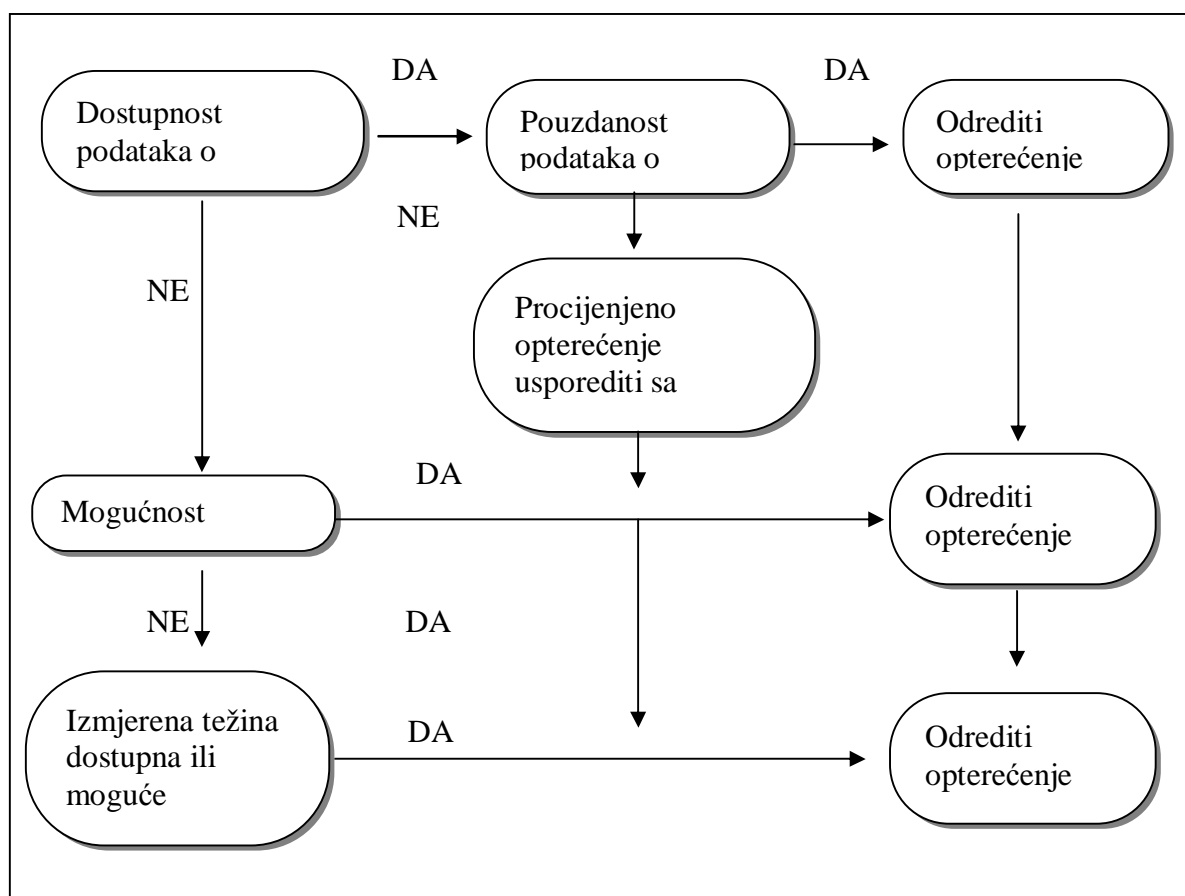 DA
DA
Dostupnost
podataka o
Pouzdanost
podataka o
Odrediti
opterećenje
NE
NE
Procijenjeno
opterećenje
usporediti sa
DA
Mogućnost
Odrediti
opterećenje
NE
DA
Izmjerena težina
dostupna ili
moguće
DA
Odrediti
opterećenje